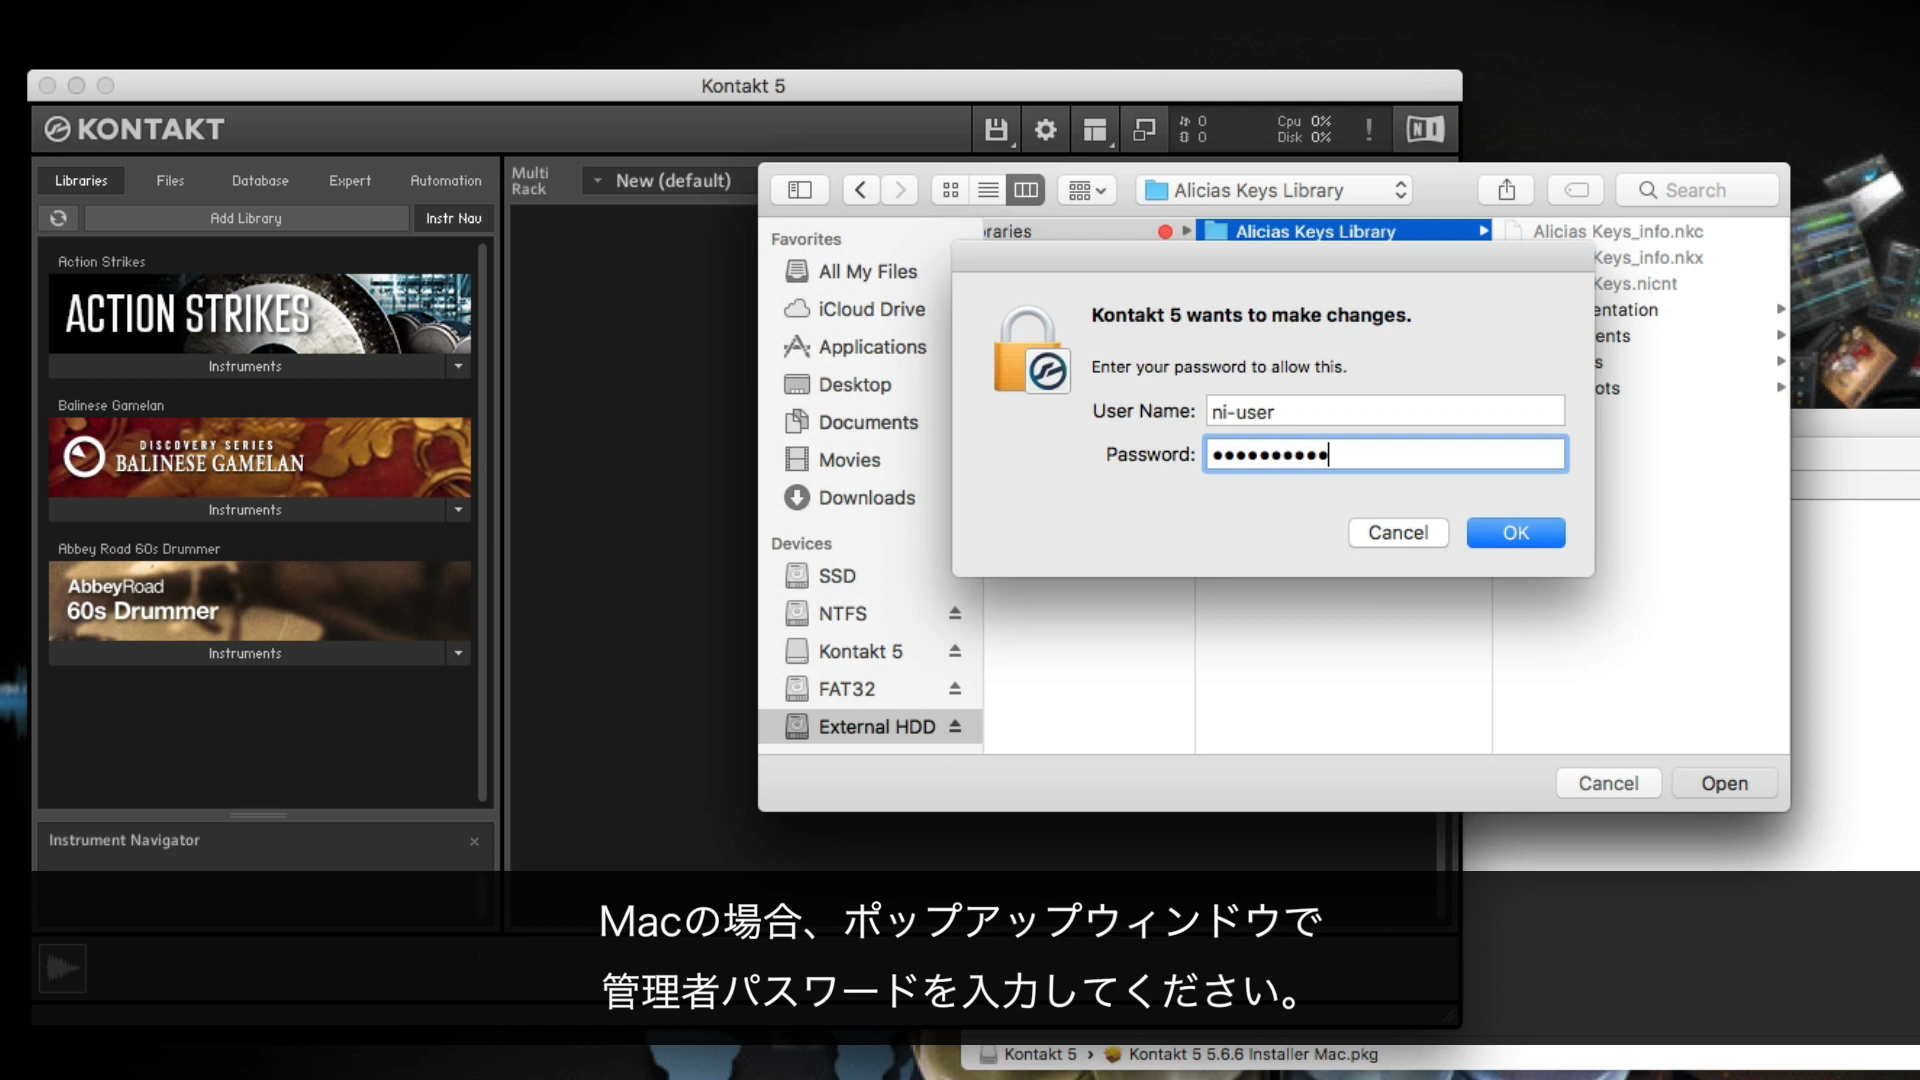 Kontakt 5
KONTAKT
0
0
Cpu 0%
Disk 0%
!
NI
Libraries
Files
Database
Expert
Automation
Add Library
Instr Nav
Action Strikes
ACTION STRIKES
Instruments
Balinese Gamelan
DISCOVERY SERIES
BALINESE GAMELAN
Instruments
Abbey Road 60s Drummer
AbbeyRoad
60s Drummer
Instruments
Instrument Navigator
×
Multi
Rack
New (default)
Alicias Keys Library
Search
Favorites
All My Files
iCloud Drive
Applications
Desktop
Documents
Movies
Downloads
Devices
SSD
NTFS
Kontakt 5
FAT32
External HDD
raries
Alicias Keys Library
Alicias Keys_info.nkc
Keys_info.nkx
Keys.nicnt
entation
ents
s
ots
Kontakt 5 wants to make changes.
Enter your password to allow this.
User Name: ni-user
Password: ••••••••••
Cancel
OK
Cancel
Open
Macの場合、ポップアップウィンドウで
管理者パスワードを入力してください。
Kontakt 5 › Kontakt 5 5.6.6 Installer Mac.pkg